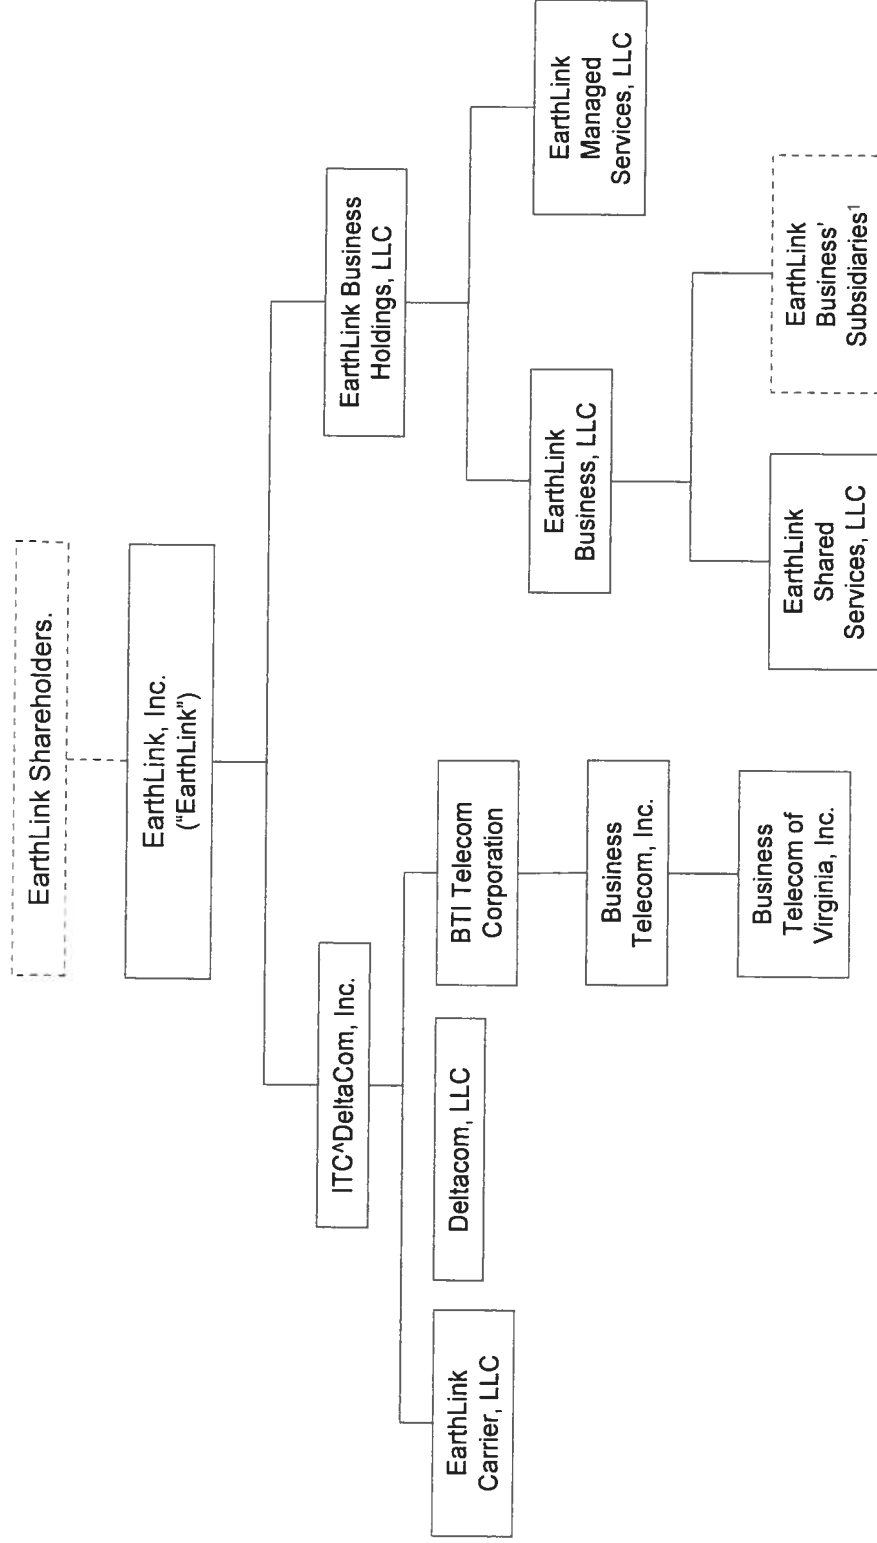 EarthLink Shareholders.
EarthLink, Inc.
("EarthLink")
ITC^DeltaCom, Inc.
EarthLink Business
Holdings, LLC
EarthLink
Carrier, LLC
Deltacom, LLC
BTI Telecom
Corporation
EarthLink
Business, LLC
EarthLink
Managed
Services, LLC
Business
Telecom, Inc.
Business
Telecom of
Virginia, Inc.
EarthLink
Shared
Services, LLC
EarthLink
Business'
Subsidiaries¹